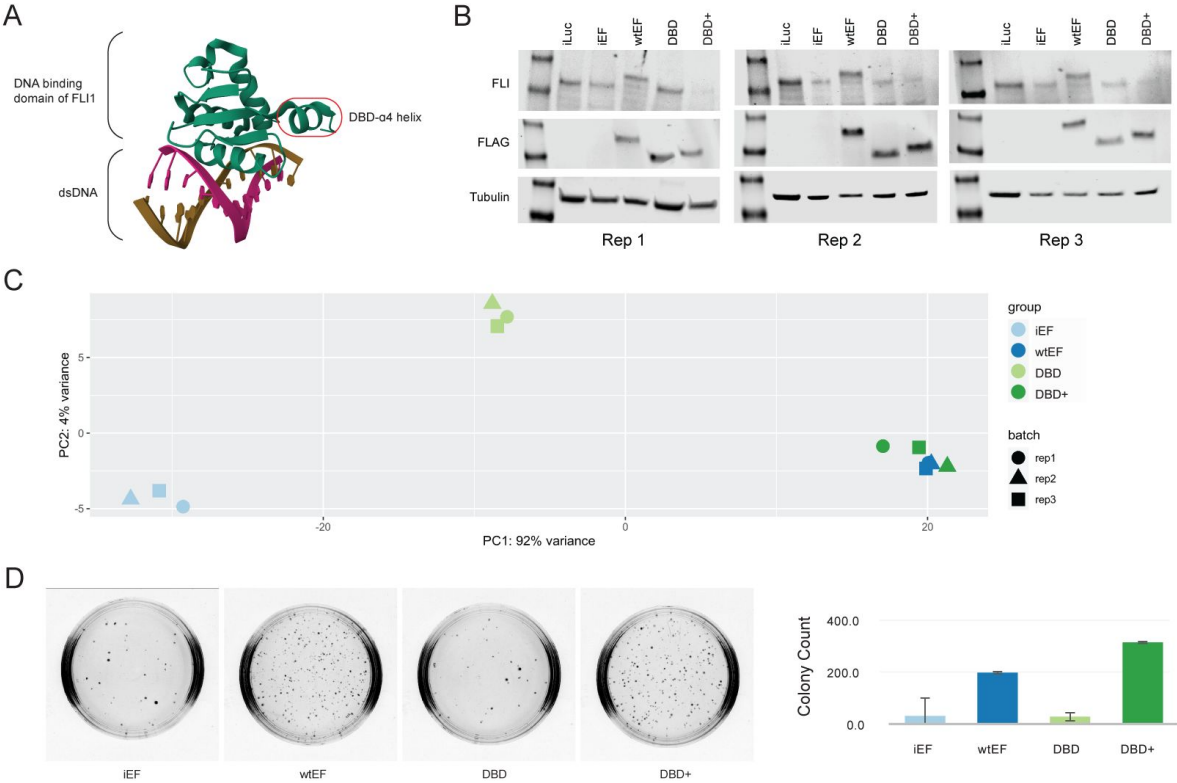 A
DNA binding
domain of FLI1
DBD-α4 helix
dsDNA
B
iLuc iEF wtEF DBD DBD+
iLuc iEF wtEF DBD DBD+
iLuc iEF wtEF DBD DBD+
FLI
FLAG
Tubulin
Rep 1 Rep 2 Rep 3
C
PC2: 4% variance
5
0
-5
-20 0 20
PC1: 92% variance
group
iEF
wtEF
DBD
DBD+
batch
rep1
rep2
rep3
D
iEF wtEF DBD DBD+
Colony Count
400.0
200.0
0.0
iEF wtEF DBD DBD+